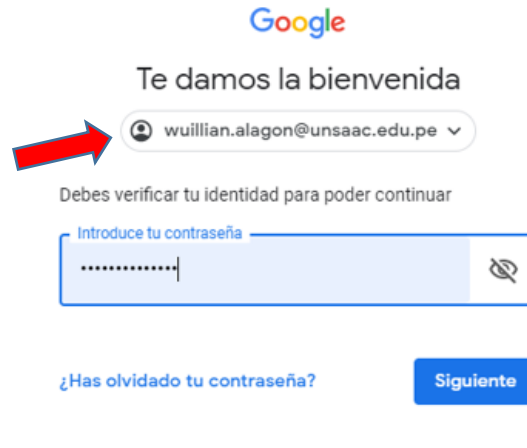 Google
Te damos la bienvenida
wuillian.alagon@unsaac.edu.pe
Debes verificar tu identidad para poder continuar
Introduce tu contraseña
••••••••••••••
¿Has olvidado tu contraseña?
Siguiente